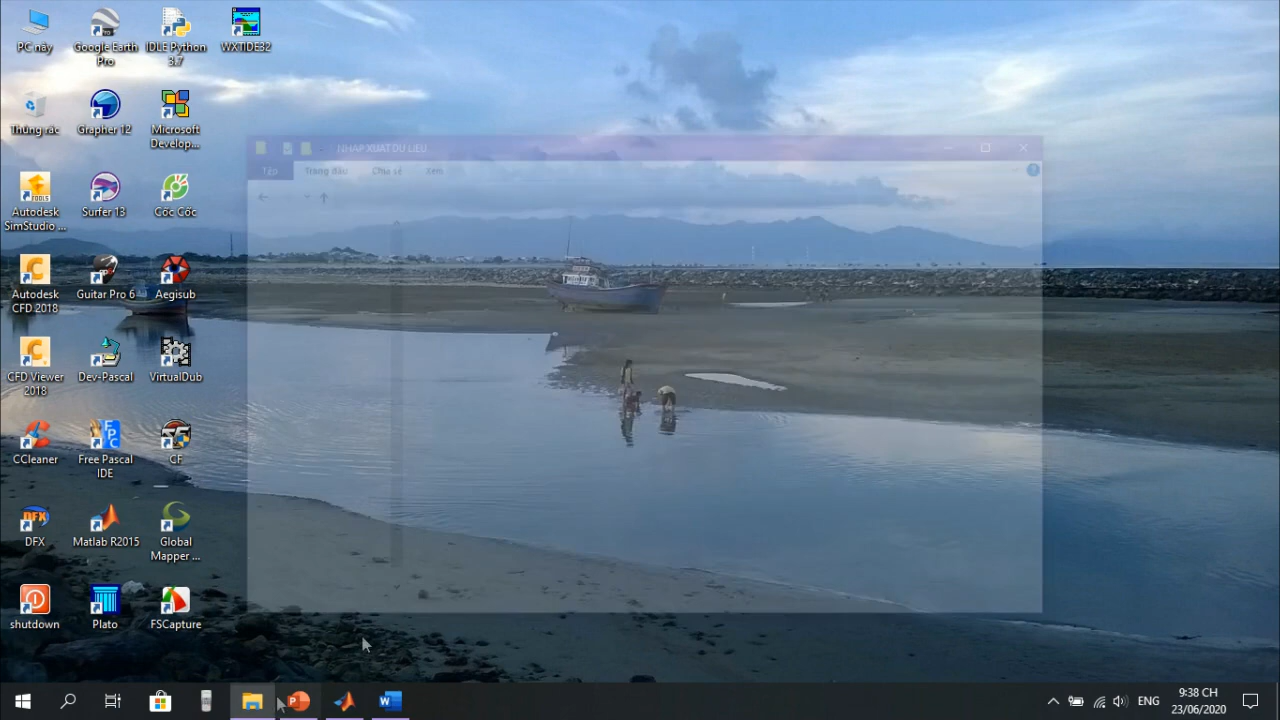 PC này
Google Earth
Pro
IDLE Python
3.7
WXTIDE32
Thùng rác
Grapher 12
Microsoft
Develop...
Autodesk
SimStudio ...
Surfer 13
Cốc Cốc
Autodesk
CFD 2018
Guitar Pro 6
Aegisub
CFD Viewer
2018
Dev-Pascal
VirtualDub
CCleaner
Free Pascal
IDE
CF
DFX
Matlab R2015
Global
Mapper ...
shutdown
Plato
FSCapture
NHAP XUAT DU LIEU
Tệp
Trang đầu
Chia sẻ
Xem
ENG
9:38 CH
23/06/2020